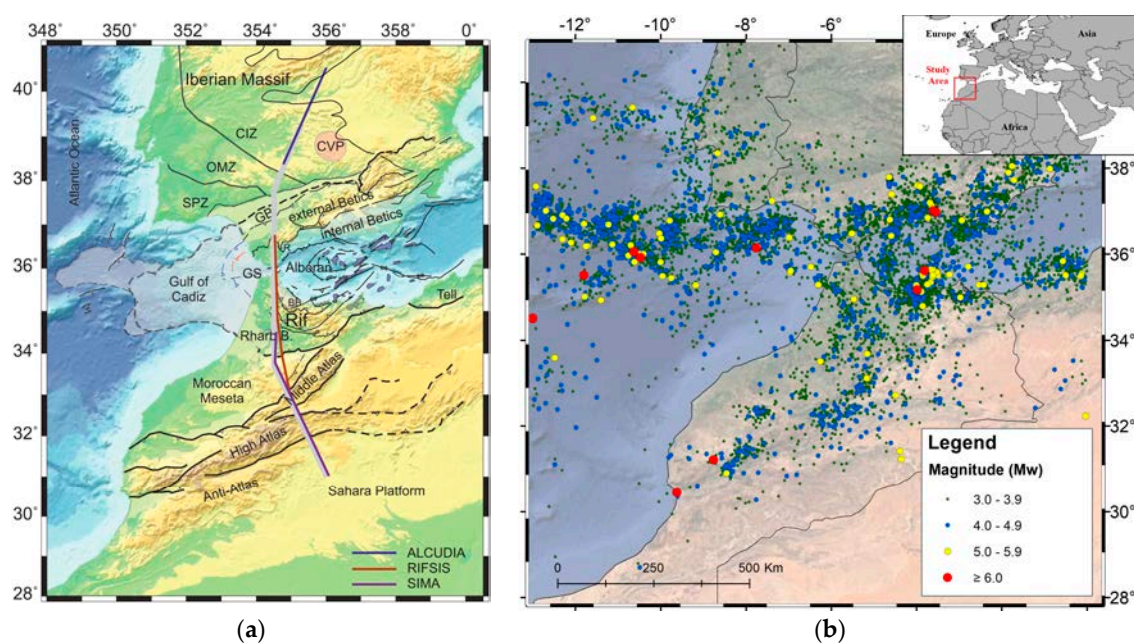 348 350 352 354 356 358 360
40°
38°
36°
34°
32°
30°
28°
Atlantic Ocean
Iberian Massif
CIZ
CVP
OMZ
SPZ
GB
external Betics
internal Betics
GS
Alboran
Gulf of
Cadiz
Tell
Rif
Rharb B.
Moroccan
Meseta
Middle Atlas
High Atlas
Anti-Atlas
Sahara Platform
ALCUDIA
RIFSIS
SIMA
(a)
-12 -10 -8 -6
Europe
Asia
Study
Area
Africa
38°
36°
34°
32°
30°
28°
Legend
Magnitude (Mw)
3.0 - 3.9
4.0 - 4.9
5.0 - 5.9
≥ 6.0
0 250 500 Km
(b)